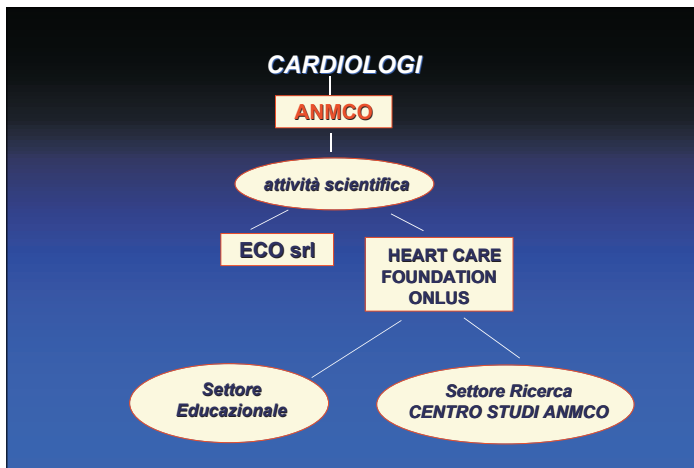 CARDIOLOGI
ANMCO
attività scientifica
ECO srl
HEART CARE
FOUNDATION
ONLUS
Settore
Educazionale
Settore Ricerca
CENTRO STUDI ANMCO